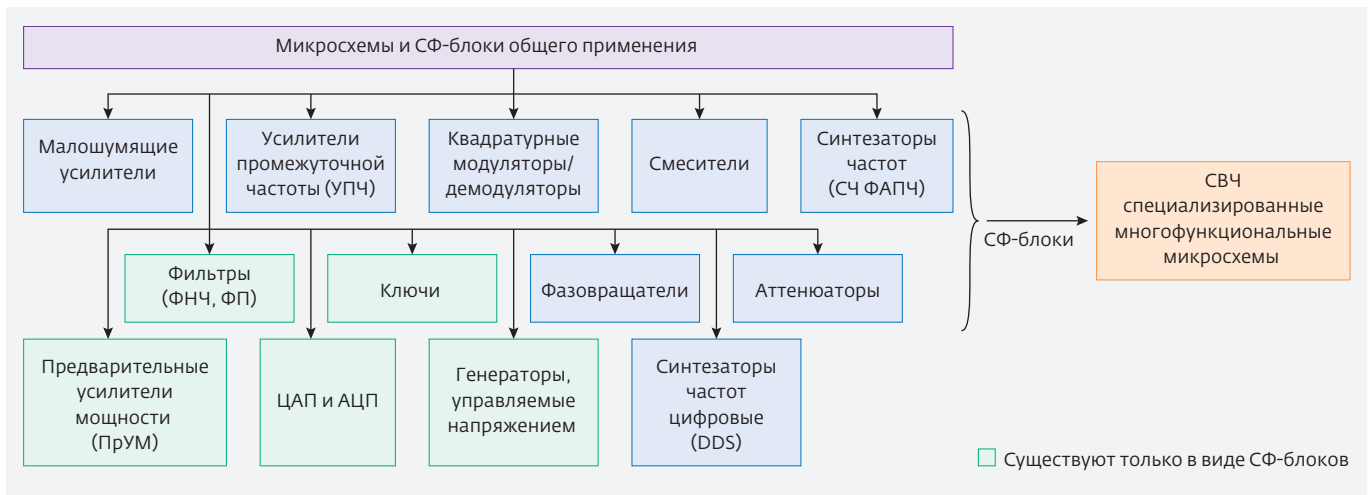 Микросхемы и СФ-блоки общего применения
Малошумящие
усилители
Усилители
промежуточной
частоты (УПЧ)
Квадратурные
модуляторы/
демодуляторы
Смесители
Синтезаторы
частот
(СЧ ФАПЧ)
СФ-блоки
СВЧ
специализированные
многофункциональные
микросхемы
Фильтры
(ФНЧ, ФП)
Ключи
Фазовращатели
Аттенюаторы
Предварительные
усилители
мощности
(ПрУМ)
ЦАП и АЦП
Генераторы,
управляемые
напряжением
Синтезаторы
частот
цифровые
(DDS)
Существуют только в виде СФ-блоков